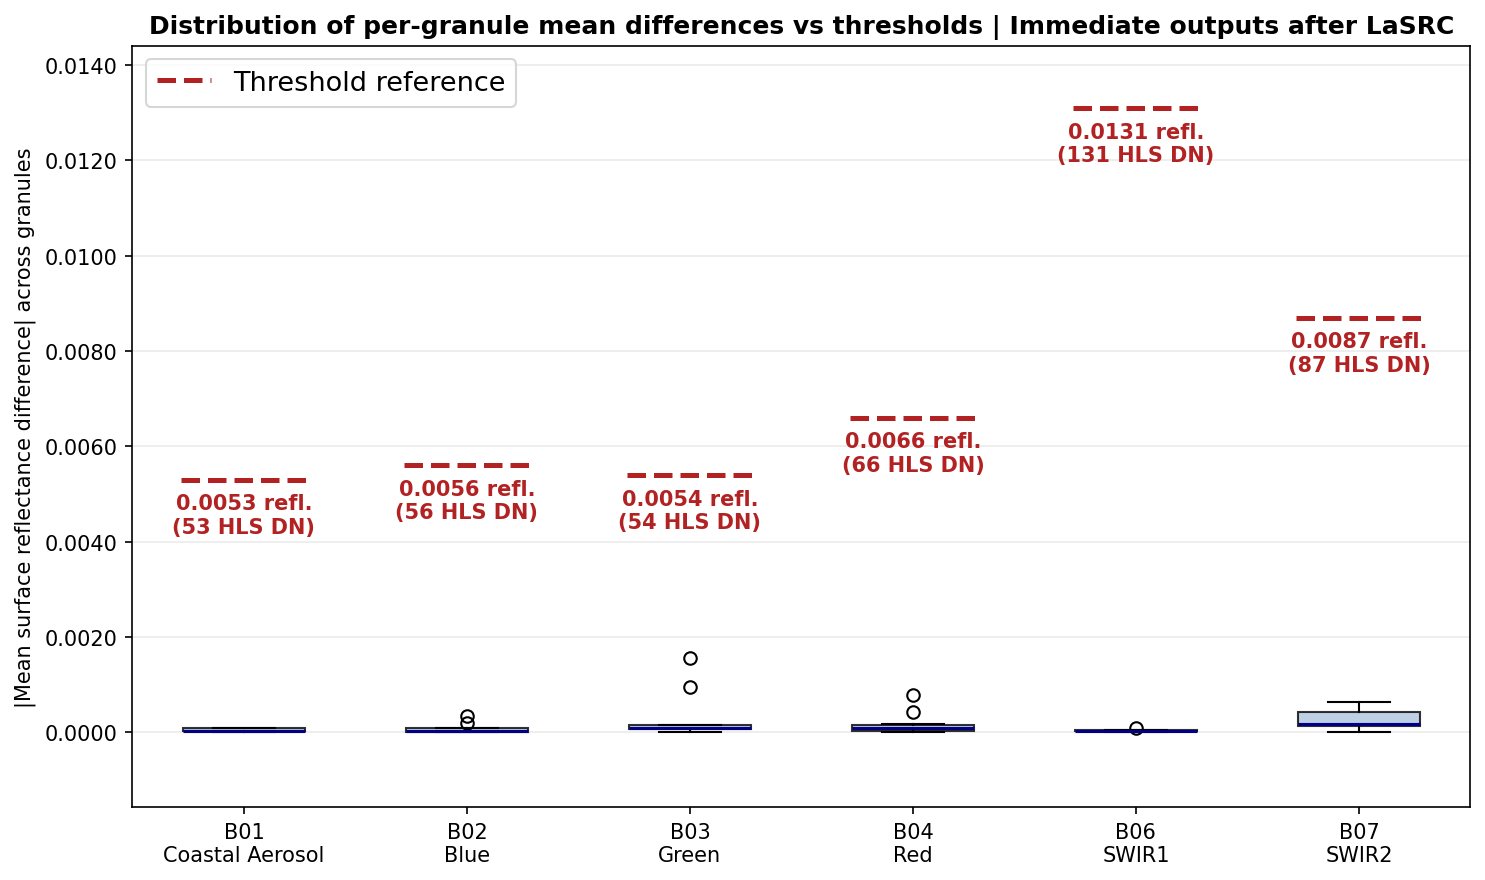 Distribution of per-granule mean differences vs thresholds | Immediate outputs after LaSRC
|Mean surface reflectance difference| across granules
0.0140
0.0120
0.0100
0.0080
0.0060
0.0040
0.0020
0.0000
Threshold reference
0.0053 refl.
(53 HLS DN)
0.0056 refl.
(56 HLS DN)
0.0054 refl.
(54 HLS DN)
0.0066 refl.
(66 HLS DN)
0.0131 refl.
(131 HLS DN)
0.0087 refl.
(87 HLS DN)
B01
Coastal Aerosol
B02
Blue
B03
Green
B04
Red
B06
SWIR1
B07
SWIR2